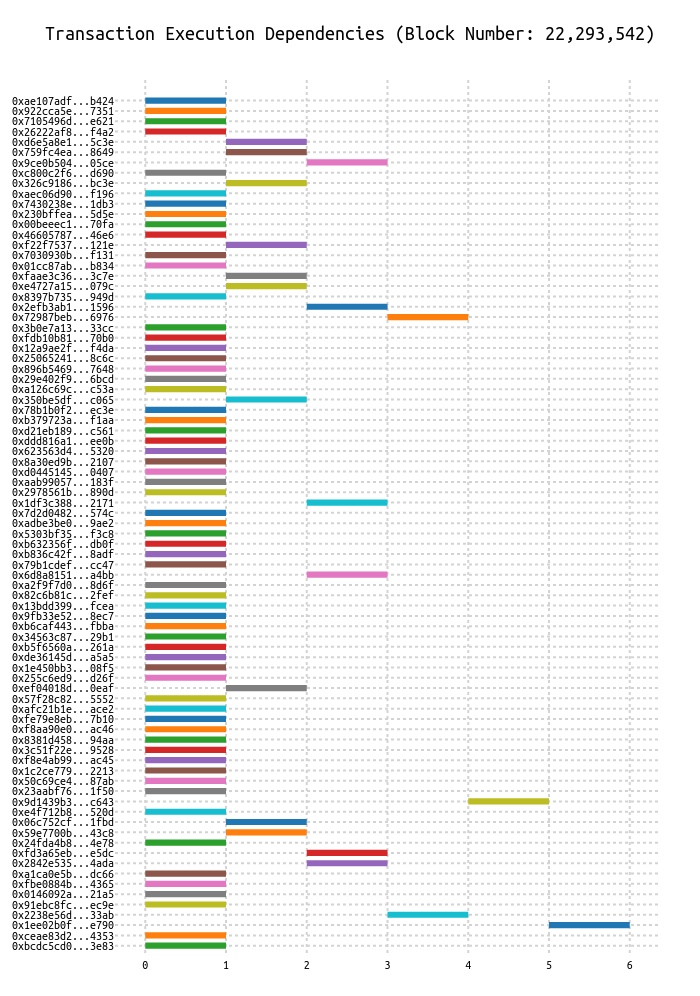 Transaction Execution Dependencies (Block Number: 22,293,542)
0xae107adf...b424
0x922cca5e...7351
0x7105496d...e621
0x26222af8...f4a2
0xd6e5a8e1...5c3e
0x759fc4ea...8649
0x9ce0b504...05ce
0xc800c2f6...d690
0x326c9186...bc3e
0xaec06d90...f196
0x7430238e...1db3
0x230bffea...5d5e
0x00beeec1...70fa
0x46605787...46e6
0xf22f7537...121e
0x7030930b...f131
0x01cc87ab...b834
0xfaae3c36...3c7e
0xe4727a15...079c
0x8397b735...949d
0x2efb3ab1...1596
0x72987beb...6976
0x3b0e7a13...33cc
0xfdb10b81...70b0
0x12a9ae2f...f4da
0x25065241...8c6c
0x896b5469...7648
0x29e402f9...6bcd
0xa126c69c...c53a
0x350be5df...c065
0x78b1b0f2...ec3e
0xb379723a...f1aa
0xd21eb189...c561
0xddd816a1...ee0b
0x623563d4...5320
0x8a30ed9b...2107
0xd0445145...0407
0xaab99057...183f
0x2978561b...890d
0x1df3c388...2171
0x7d2d0482...574c
0xadbe3be0...9ae2
0x5303bf35...f3c8
0xb632356f...db0f
0xb836c42f...8adf
0x79b1cdef...cc47
0x6d8a8151...a4bb
0xa2f9f7d0...8d6f
0x82c6b81c...2fef
0x13bdd399...fcea
0x9fb33e52...8ec7
0xb6caf443...fbba
0x34563c87...29b1
0xb5f6560a...261a
0xde36145d...a5a5
0x1e450bb3...08f5
0x255c6ed9...d26f
0xef04018d...0eaf
0x57f28c82...5552
0xafc21b1e...ace2
0xfe79e8eb...7b10
0xf8aa90e0...ac46
0x8381d458...94aa
0x3c51f22e...9528
0xf8e4ab99...ac45
0x1c2ce779...2213
0x50c69ce4...87ab
0x23aabf76...1f50
0x9d1439b3...c643
0xe4f712b8...520d
0x06c752cf...1fbd
0x59e7700b...43c8
0x24fda4b8...4e78
0xfd3a65eb...e5dc
0x2842e535...4ada
0xa1ca0e5b...dc66
0xfbe0884b...4365
0x0146092a...21a5
0x91ebc8fc...ec9e
0x2238e56d...33ab
0x1ee02b0f...e790
0xceae83d2...4353
0xbcdc5cd0...3e83
0 1 2 3 4 5 6